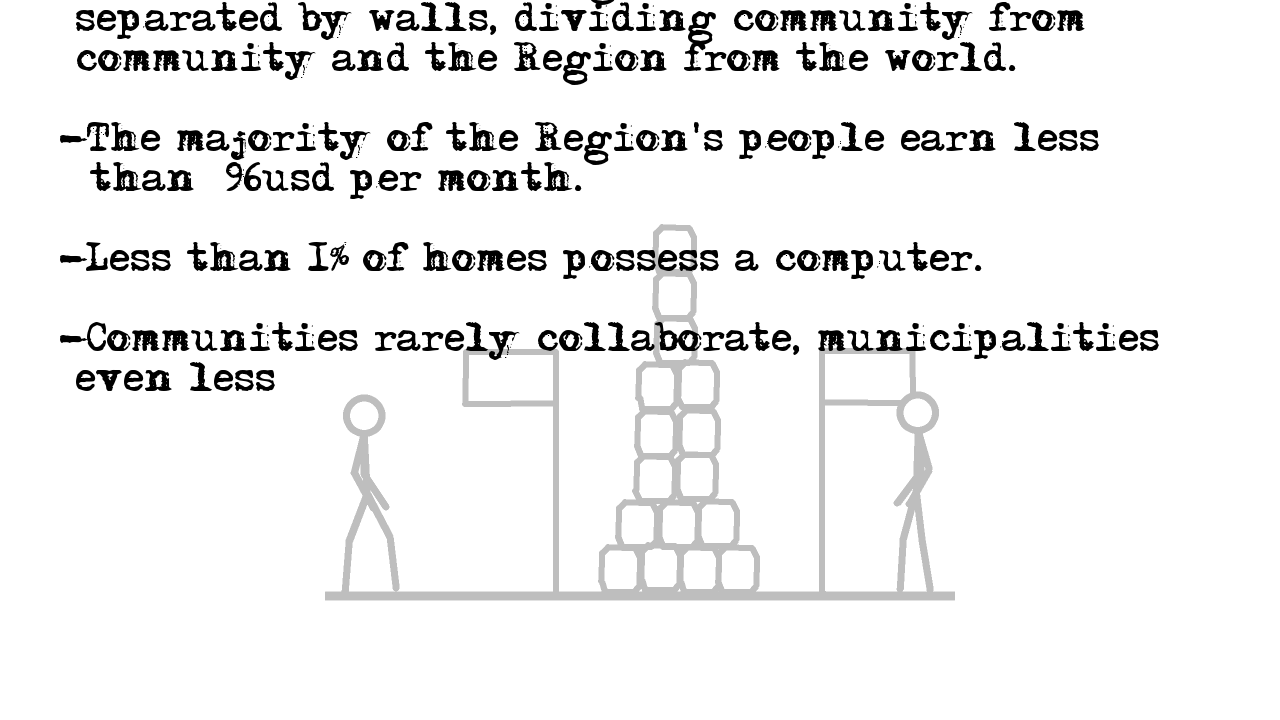 separated by walls, dividing community from
community and the Region from the world.
-The majority of the Region's people earn less
than 96usd per month.
-Less than 1% of homes possess a computer.
-Communities rarely collaborate, municipalities
even less